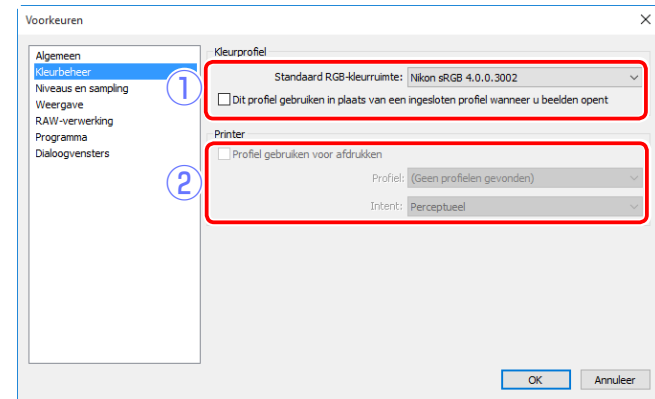 Voorkeuren
Algemeen
Kleurbeheer
Niveaus en sampling
Weergave
RAW-verwerking
Programma
Dialoogvensters
Kleurprofiel
1
Standaard RGB-kleurruimte: Nikon sRGB 4.0.0.3002
Dit profiel gebruiken in plaats van een ingesloten profiel wanneer u beelden opent
Printer
2
Profiel gebruiken voor afdrukken
Profiel: (Geen profielen gevonden)
Intent: Perceptueel
OK Annuleer